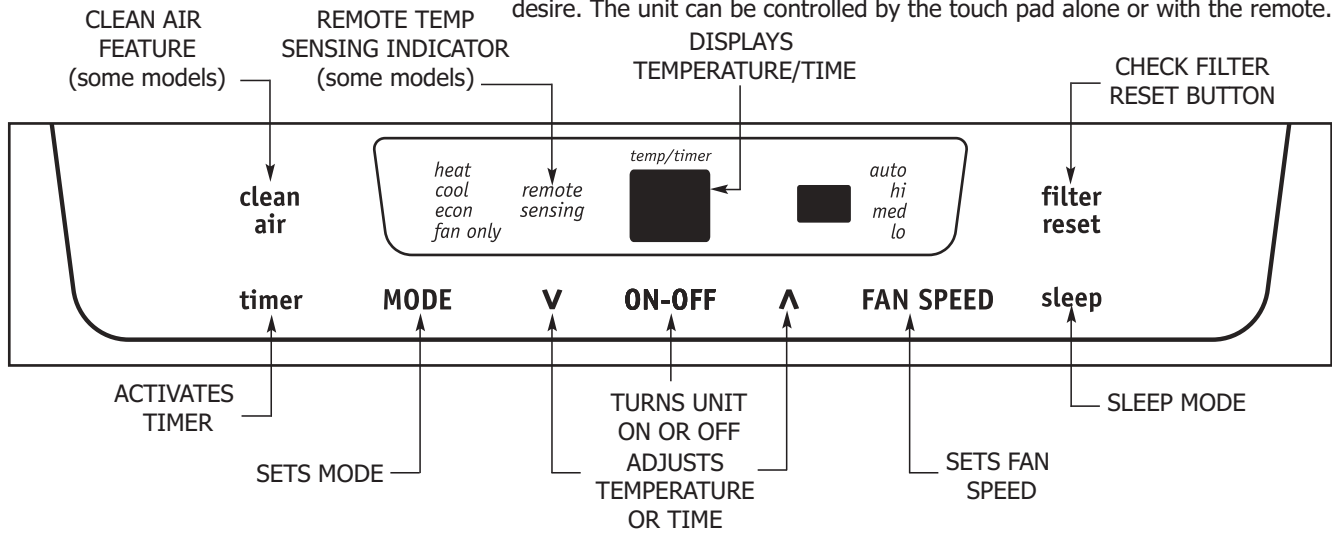 desire. The unit can be controlled by the touch pad alone or with the remote.
CLEAN AIR
FEATURE
(some models)
REMOTE TEMP
SENSING INDICATOR
(some models)
DISPLAYS
TEMPERATURE/TIME
CHECK FILTER
RESET BUTTON
clean
air
heat
cool
econ
fan only
remote
sensing
temp/timer
auto
hi
med
lo
filter
reset
timer
MODE
V
ON-OFF
Λ
FAN SPEED
sleep
ACTIVATES
TIMER
SETS MODE
TURNS UNIT
ON OR OFF
ADJUSTS
TEMPERATURE
OR TIME
SETS FAN
SPEED
SLEEP MODE